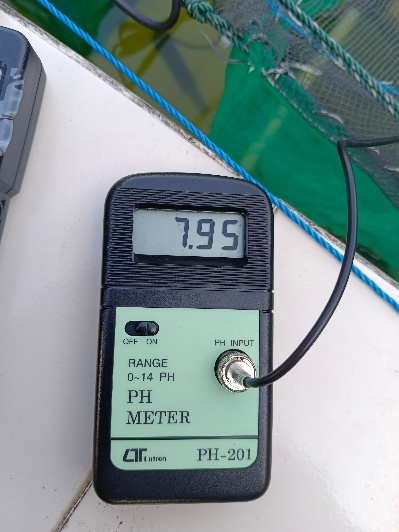 7.95
OFF ON
PH INPUT
RANGE
0~14 PH
PH
METER
Lutron
PH-201